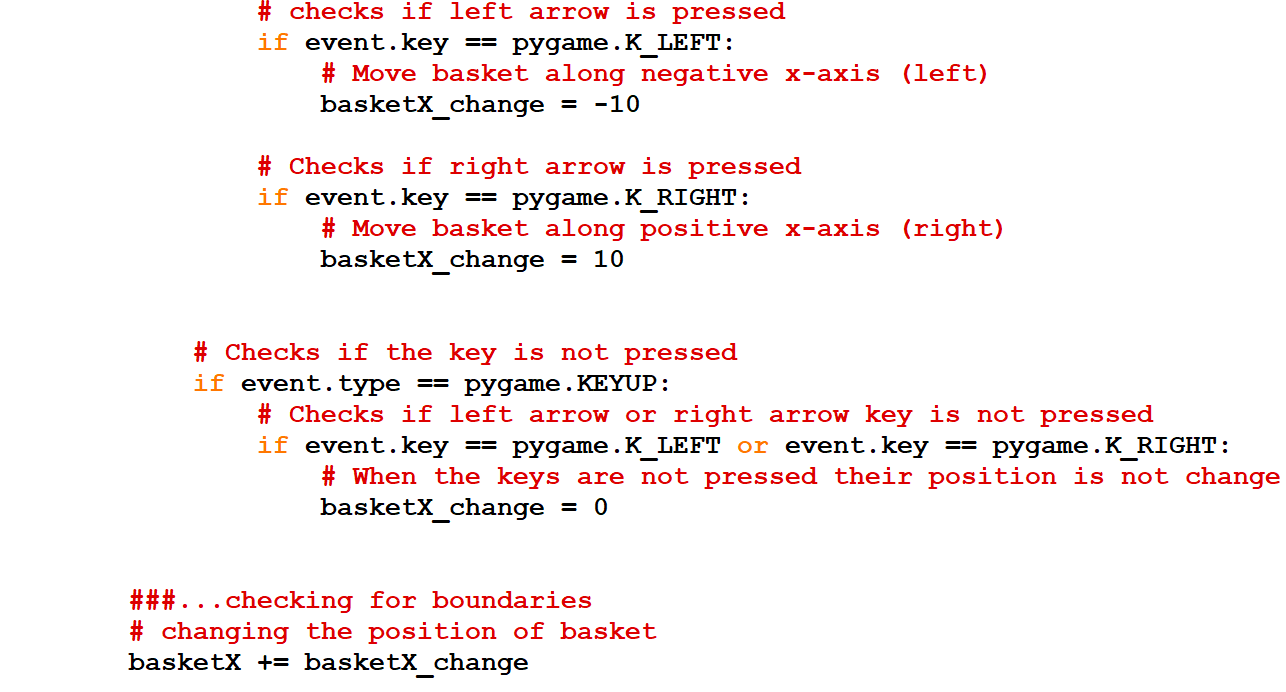 # checks if left arrow is pressed
if event.key == pygame.K_LEFT:
# Move basket along negative x-axis (left)
basketX_change = -10
# Checks if right arrow is pressed
if event.key == pygame.K_RIGHT:
# Move basket along positive x-axis (right)
basketX_change = 10
# Checks if the key is not pressed
if event.type == pygame.KEYUP:
# Checks if left arrow or right arrow key is not pressed
if event.key == pygame.K_LEFT or event.key == pygame.K_RIGHT:
# When the keys are not pressed their position is not change
basketX_change = 0
###...checking for boundaries
# changing the position of basket
basketX += basketX_change